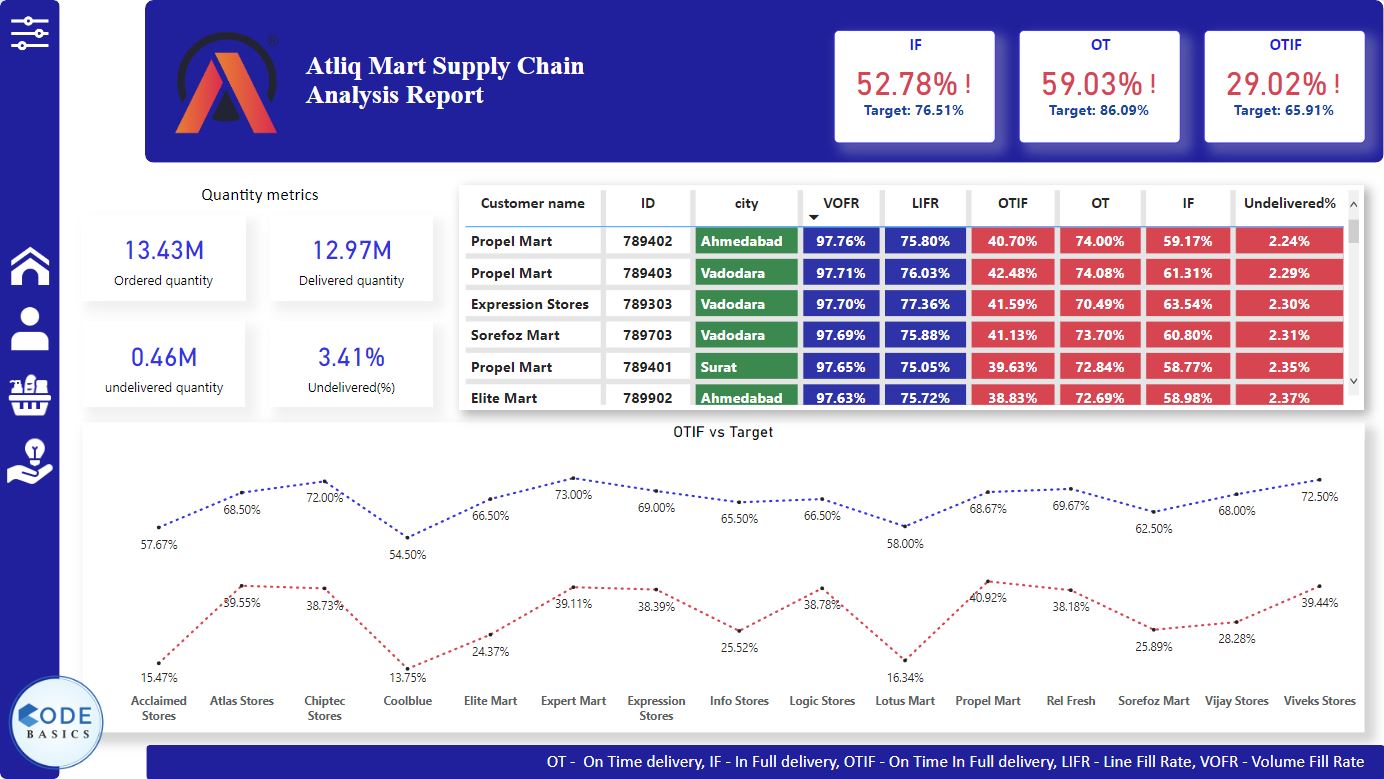 Atliq Mart Supply Chain
Analysis Report
IF
52.78% !
Target: 76.51%
OT
59.03% !
Target: 86.09%
OTIF
29.02% !
Target: 65.91%
Quantity metrics
13.43M
Ordered quantity
12.97M
Delivered quantity
0.46M
undelivered quantity
3.41%
Undelivered(%)
Customer name ID city VOFR LIFR OTIF OT IF Undelivered%
Propel Mart 789402 Ahmedabad 97.76% 75.80% 40.70% 74.00% 59.17% 2.24%
Propel Mart 789403 Vadodara 97.71% 76.03% 42.48% 74.08% 61.31% 2.29%
Expression Stores 789303 Vadodara 97.70% 77.36% 41.59% 70.49% 63.54% 2.30%
Sorefoz Mart 789703 Vadodara 97.69% 75.88% 41.13% 73.70% 60.80% 2.31%
Propel Mart 789401 Surat 97.65% 75.05% 39.63% 72.84% 58.77% 2.35%
Elite Mart 789902 Ahmedabad 97.63% 75.72% 38.83% 72.69% 58.98% 2.37%
OTIF vs Target
57.67% 68.50% 72.00% 54.50% 66.50% 73.00% 69.00% 65.50% 66.50% 58.00% 68.67% 69.67% 62.50% 68.00% 72.50%
15.47% 39.55% 38.73% 13.75% 24.37% 39.11% 38.39% 25.52% 38.78% 16.34% 40.92% 38.18% 25.89% 28.28% 39.44%
Acclaimed Stores
Atlas Stores
Chiptec Stores
Coolblue
Elite Mart
Expert Mart
Expression Stores
Info Stores
Logic Stores
Lotus Mart
Propel Mart
Rel Fresh
Sorefoz Mart
Vijay Stores
Viveks Stores
CODE
BASICS
OT - On Time delivery, IF - In Full delivery, OTIF - On Time In Full delivery, LIFR - Line Fill Rate, VOFR - Volume Fill Rate